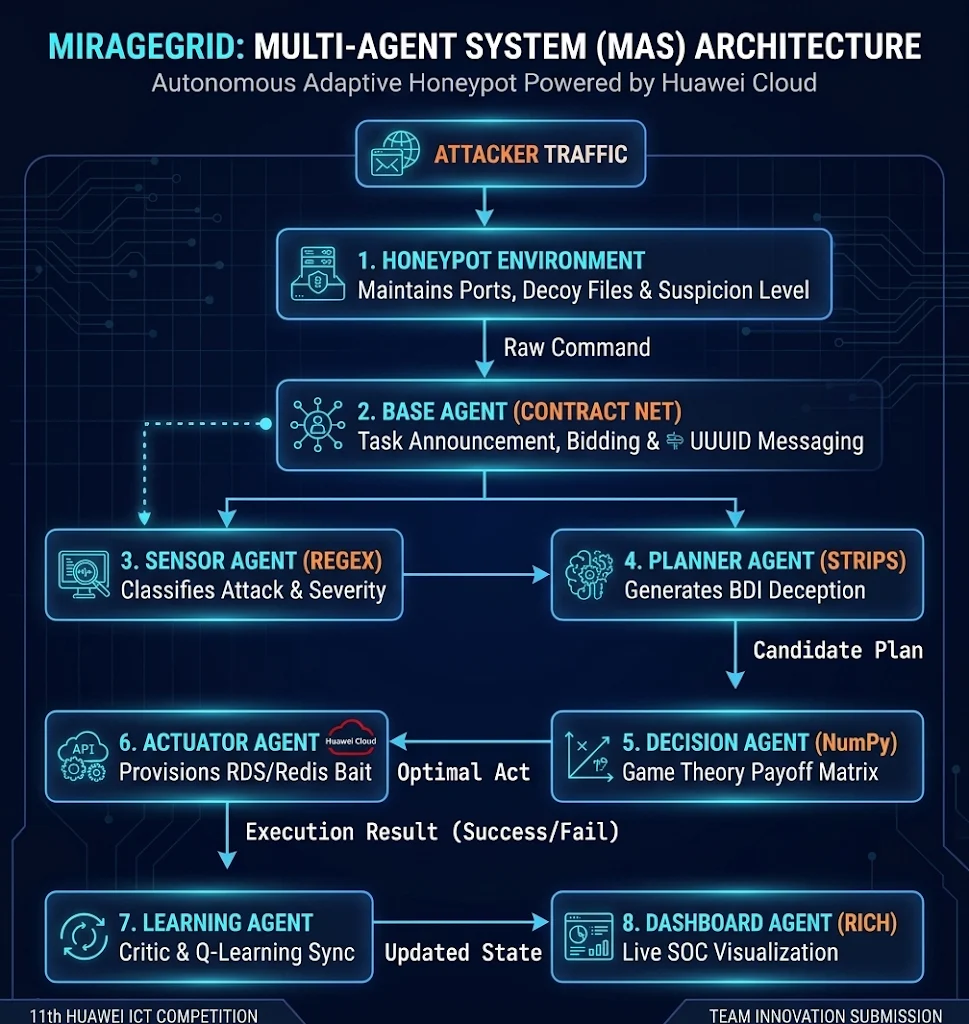 MIRAGEGRID: MULTI-AGENT SYSTEM (MAS) ARCHITECTURE
Autonomous Adaptive Honeypot Powered by Huawei Cloud
ATTACKER TRAFFIC
1. HONEYPOT ENVIRONMENT
Maintains Ports, Decoy Files & Suspicion Level
Raw Command
2. BASE AGENT (CONTRACT NET)
Task Announcement, Bidding & UUUID Messaging
3. SENSOR AGENT (REGEX)
Classifies Attack & Severity
4. PLANNER AGENT (STRIPS)
Generates BDI Deception
Candidate Plan
6. ACTUATOR AGENT
Huawei Cloud
API
Provisions RDS/Redis Bait
Optimal Act
5. DECISION AGENT (NumPy)
Game Theory Payoff Matrix
Execution Result (Success/Fail)
7. LEARNING AGENT
Critic & Q-Learning Sync
Updated State
8. DASHBOARD AGENT (RICH)
Live SOC Visualization
11th HUAWEI ICT COMPETITION
TEAM INNOVATION SUBMISSION